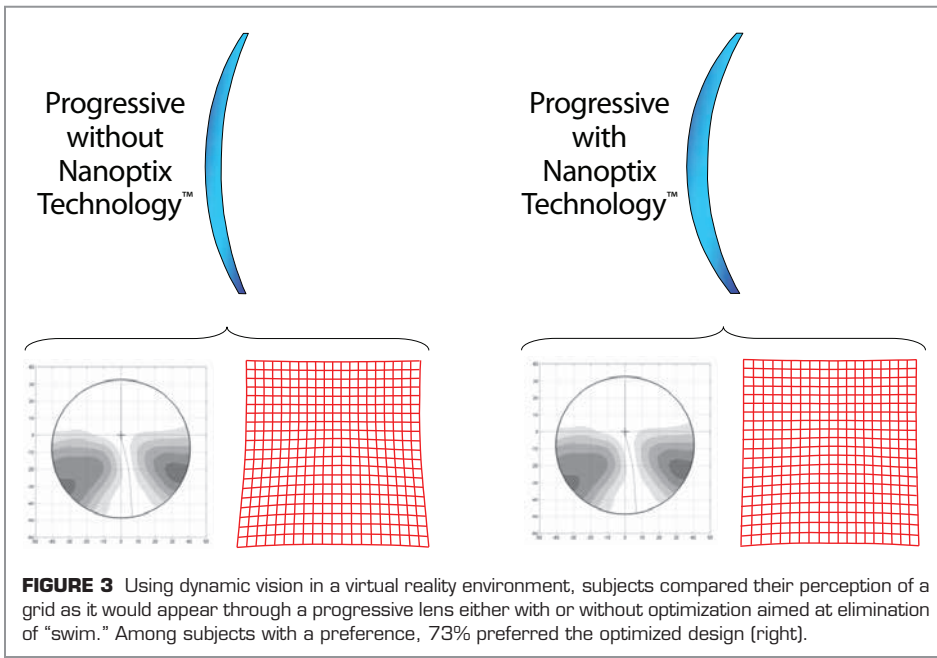 Progressive
without
Nanoptix
Technology™
Progressive
with
Nanoptix
Technology™
FIGURE 3 Using dynamic vision in a virtual reality environment, subjects compared their perception of a
grid as it would appear through a progressive lens either with or without optimization aimed at elimination
of “swim.” Among subjects with a preference, 73% preferred the optimized design (right).